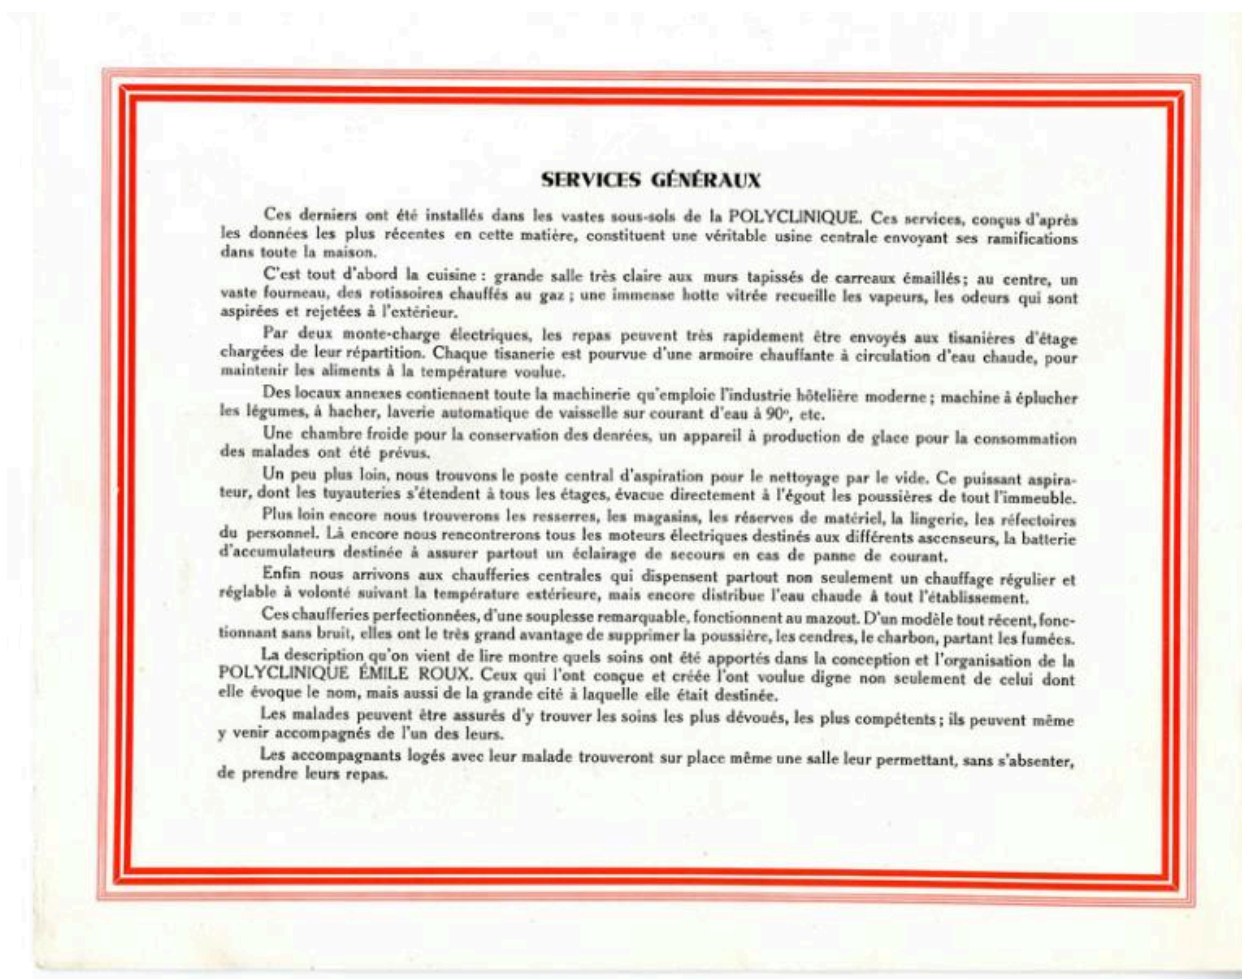 SERVICES GÉNÉRAUX
Ces derniers ont été installés dans les vastes sous-sols de la POLYCLINIQUE. Ces services, conçus d'après
les données les plus récentes en cette matière, constituent une véritable usine centrale envoyant ses ramifications
dans toute la maison.
C'est tout d'abord la cuisine : grande salle très claire aux murs tapissés de carreaux émaillés ; au centre, un
vaste fourneau, des rotissoires chauffés au gaz ; une immense hotte vitrée recueille les vapeurs, les odeurs qui sont
aspirées et rejetées à l'extérieur.
Par deux monte-charge électriques, les repas peuvent très rapidement être envoyés aux tisanières d'étage
chargées de leur répartition. Chaque tisanerie est pourvue d'une armoire chauffante à circulation d'eau chaude, pour
maintenir les aliments à la température voulue.
Des locaux annexes contiennent toute la machinerie qu'emploie l'industrie hôtelière moderne ; machine à éplucher
les légumes, à hacher, laverie automatique de vaisselle sur courant d'eau à 90°, etc.
Une chambre froide pour la conservation des denrées, un appareil à production de glace pour la consommation
des malades ont été prévus.
Un peu plus loin, nous trouvons le poste central d'aspiration pour le nettoyage par le vide. Ce puissant aspira-
teur, dont les tuyauteries s'étendent à tous les étages, évacue directement à l'égout les poussières de tout l'immeuble.
Plus loin encore nous trouverons les resserres, les magasins, les réserves de matériel, la lingerie, les réfectoires
du personnel. Là encore nous rencontrerons tous les moteurs électriques destinés aux différents ascenseurs, la batterie
d'accumulateurs destinée à assurer partout un éclairage de secours en cas de panne de courant.
Enfin nous arrivons aux chaufferies centrales qui dispensent partout non seulement un chauffage régulier et
réglable à volonté suivant la température extérieure, mais encore distribue l'eau chaude à tout l'établissement.
Ces chaufferies perfectionnées, d'une souplesse remarquable, fonctionnent au mazout. D'un modèle tout récent, fonc-
tionnant sans bruit, elles ont le très grand avantage de supprimer la poussière, les cendres, le charbon, partant les fumées.
La description qu'on vient de lire montre quels soins ont été apportés dans la conception et l'organisation de la
POLYCLINIQUE ÉMILE ROUX. Ceux qui l'ont conçue et créée l'ont voulue digne non seulement de celui dont
elle évoque le nom, mais aussi de la grande cité à laquelle elle était destinée.
Les malades peuvent être assurés d'y trouver les soins les plus dévoués, les plus compétents ; ils peuvent même
y venir accompagnés de l'un des leurs.
Les accompagnants logés avec leur malade trouveront sur place même une salle leur permettant, sans s'absenter,
de prendre leurs repas.